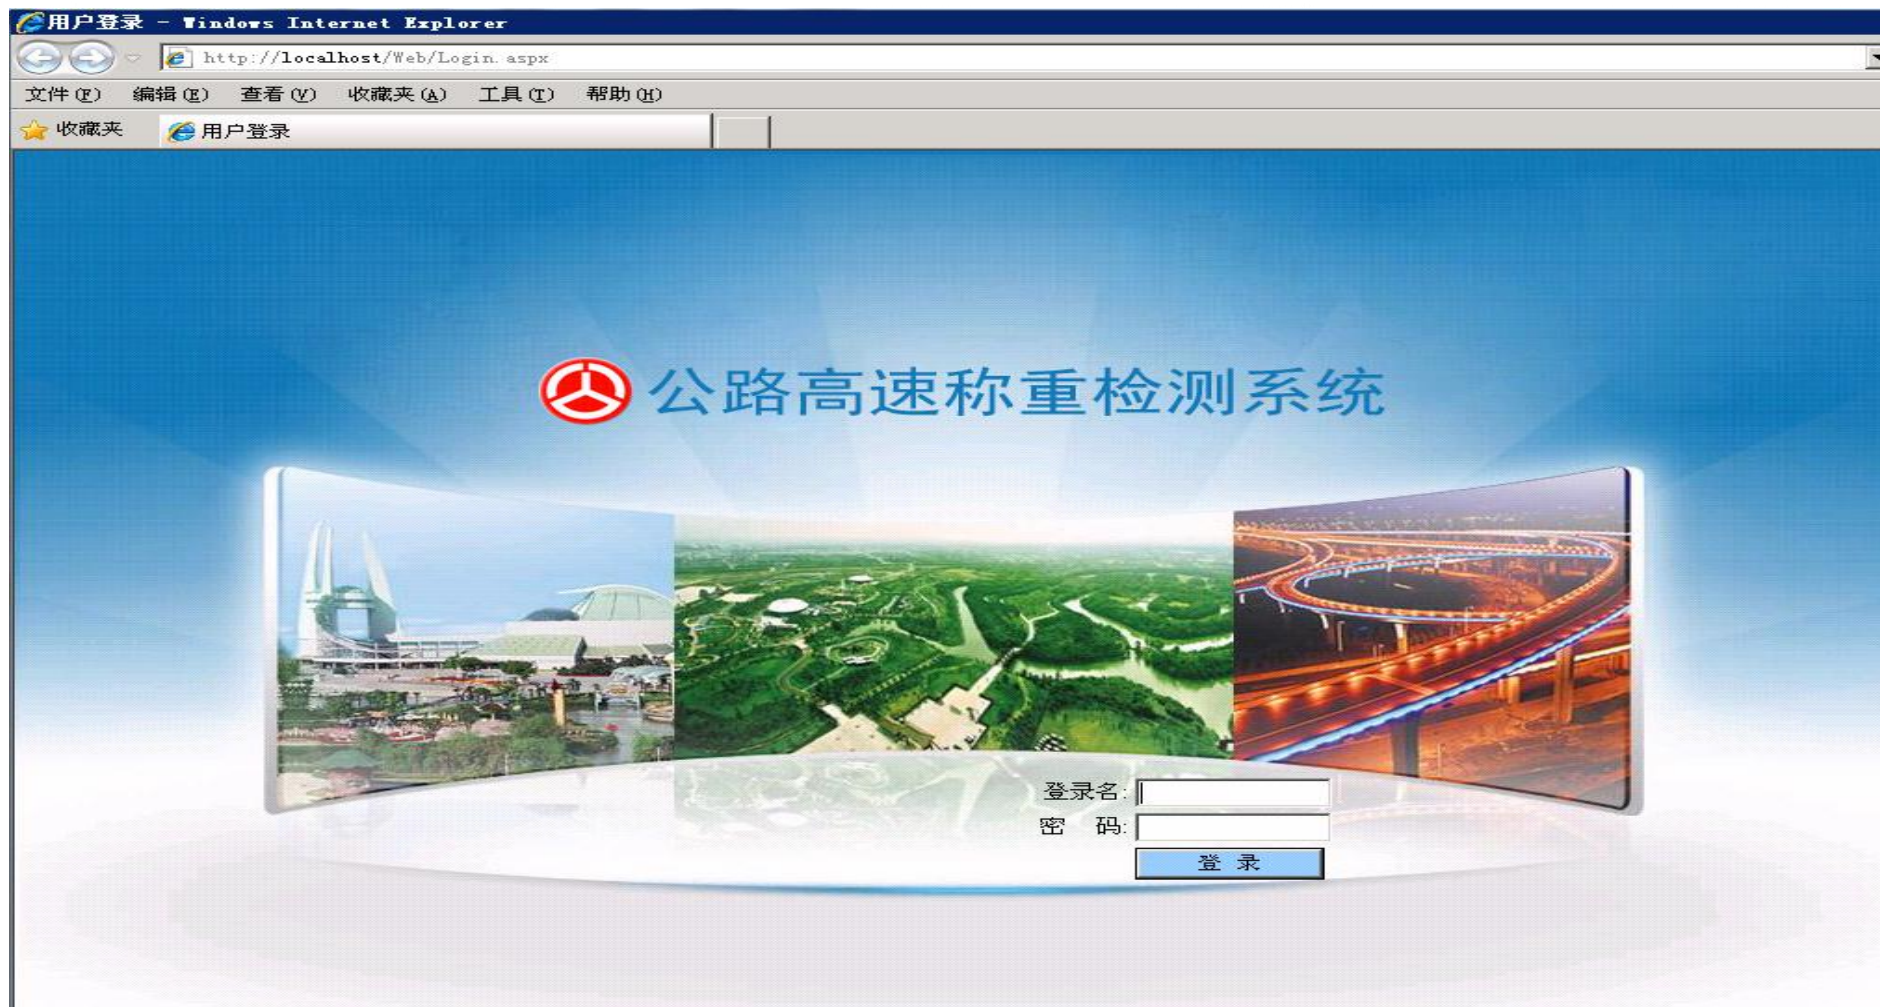 用户登录 - Windows Internet Explorer
http://localhost/Web/Login.aspx
文件(F) 编辑(E) 查看(V) 收藏夹(A) 工具(T) 帮助(H)
收藏夹 用户登录
公路高速称重检测系统
登录名:
密 码:
登 录